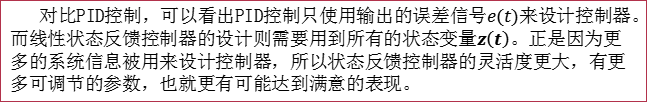 对比PID控制，可以看出PID控制只使用输出的误差信号e(t)来设计控制器。
而线性状态反馈控制器的设计则需要用到所有的状态变量z(t)。正是因为更
多的系统信息被用来设计控制器，所以状态反馈控制器的灵活度更大，有更
多可调节的参数，也就更有可能达到满意的表现。